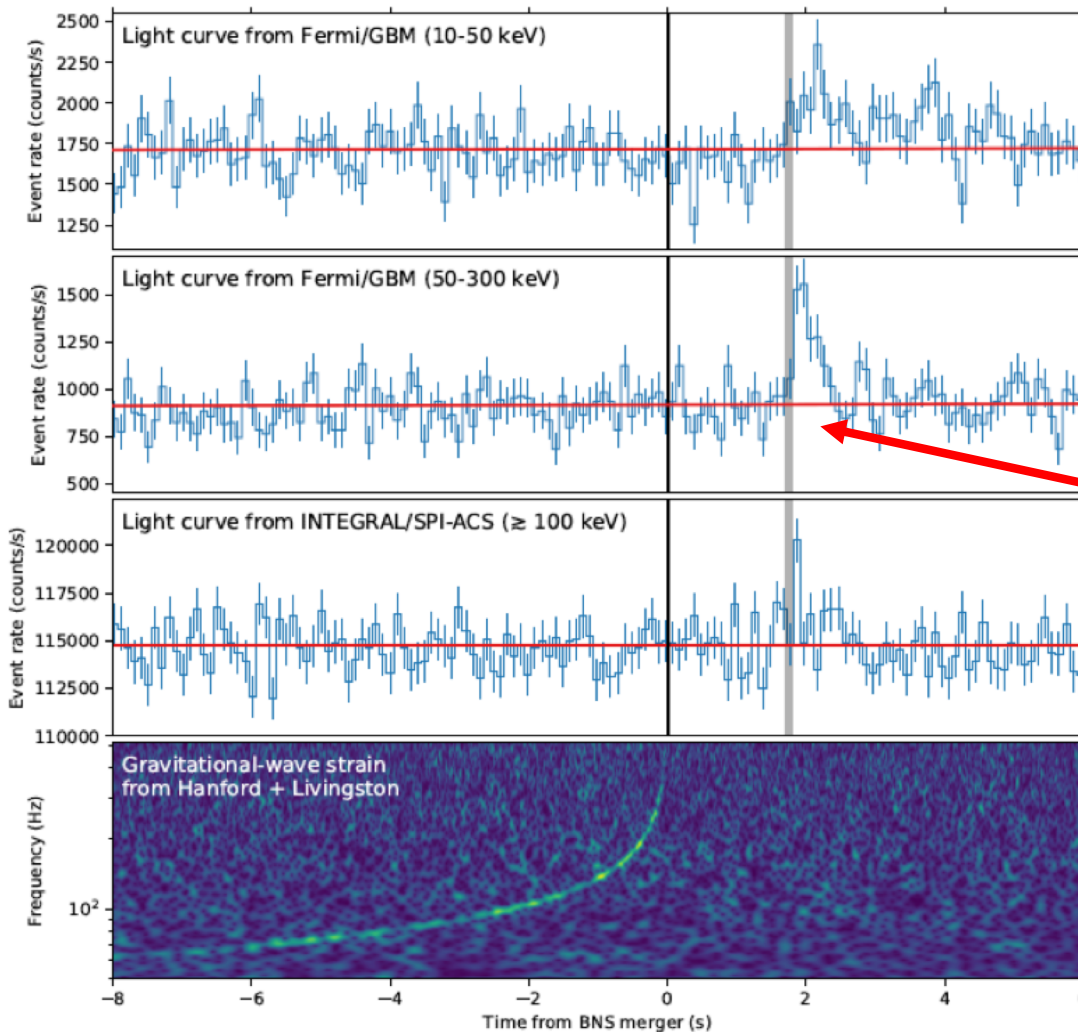 Light curve from Fermi/GBM (10-50 keV)
Event rate (counts/s)
2500
2250
2000
1750
1500
1250
Light curve from Fermi/GBM (50-300 keV)
Event rate (counts/s)
1500
1250
1000
750
500
Light curve from INTEGRAL/SPI-ACS (≥ 100 keV)
Event rate (counts/s)
120000
117500
115000
112500
110000
Gravitational-wave strain
from Hanford + Livingston
Frequency (Hz)
10²
−8 −6 −4 −2 0 2 4 6
Time from BNS merger (s)